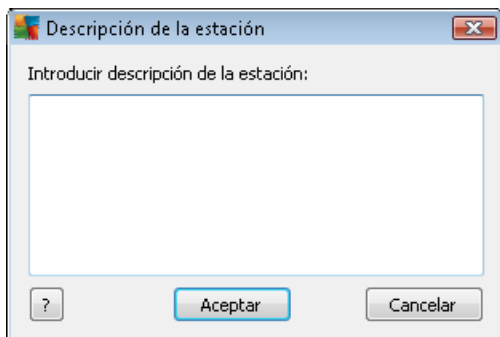 Descripción de la estación
Introducir descripción de la estación:
?
Aceptar
Cancelar